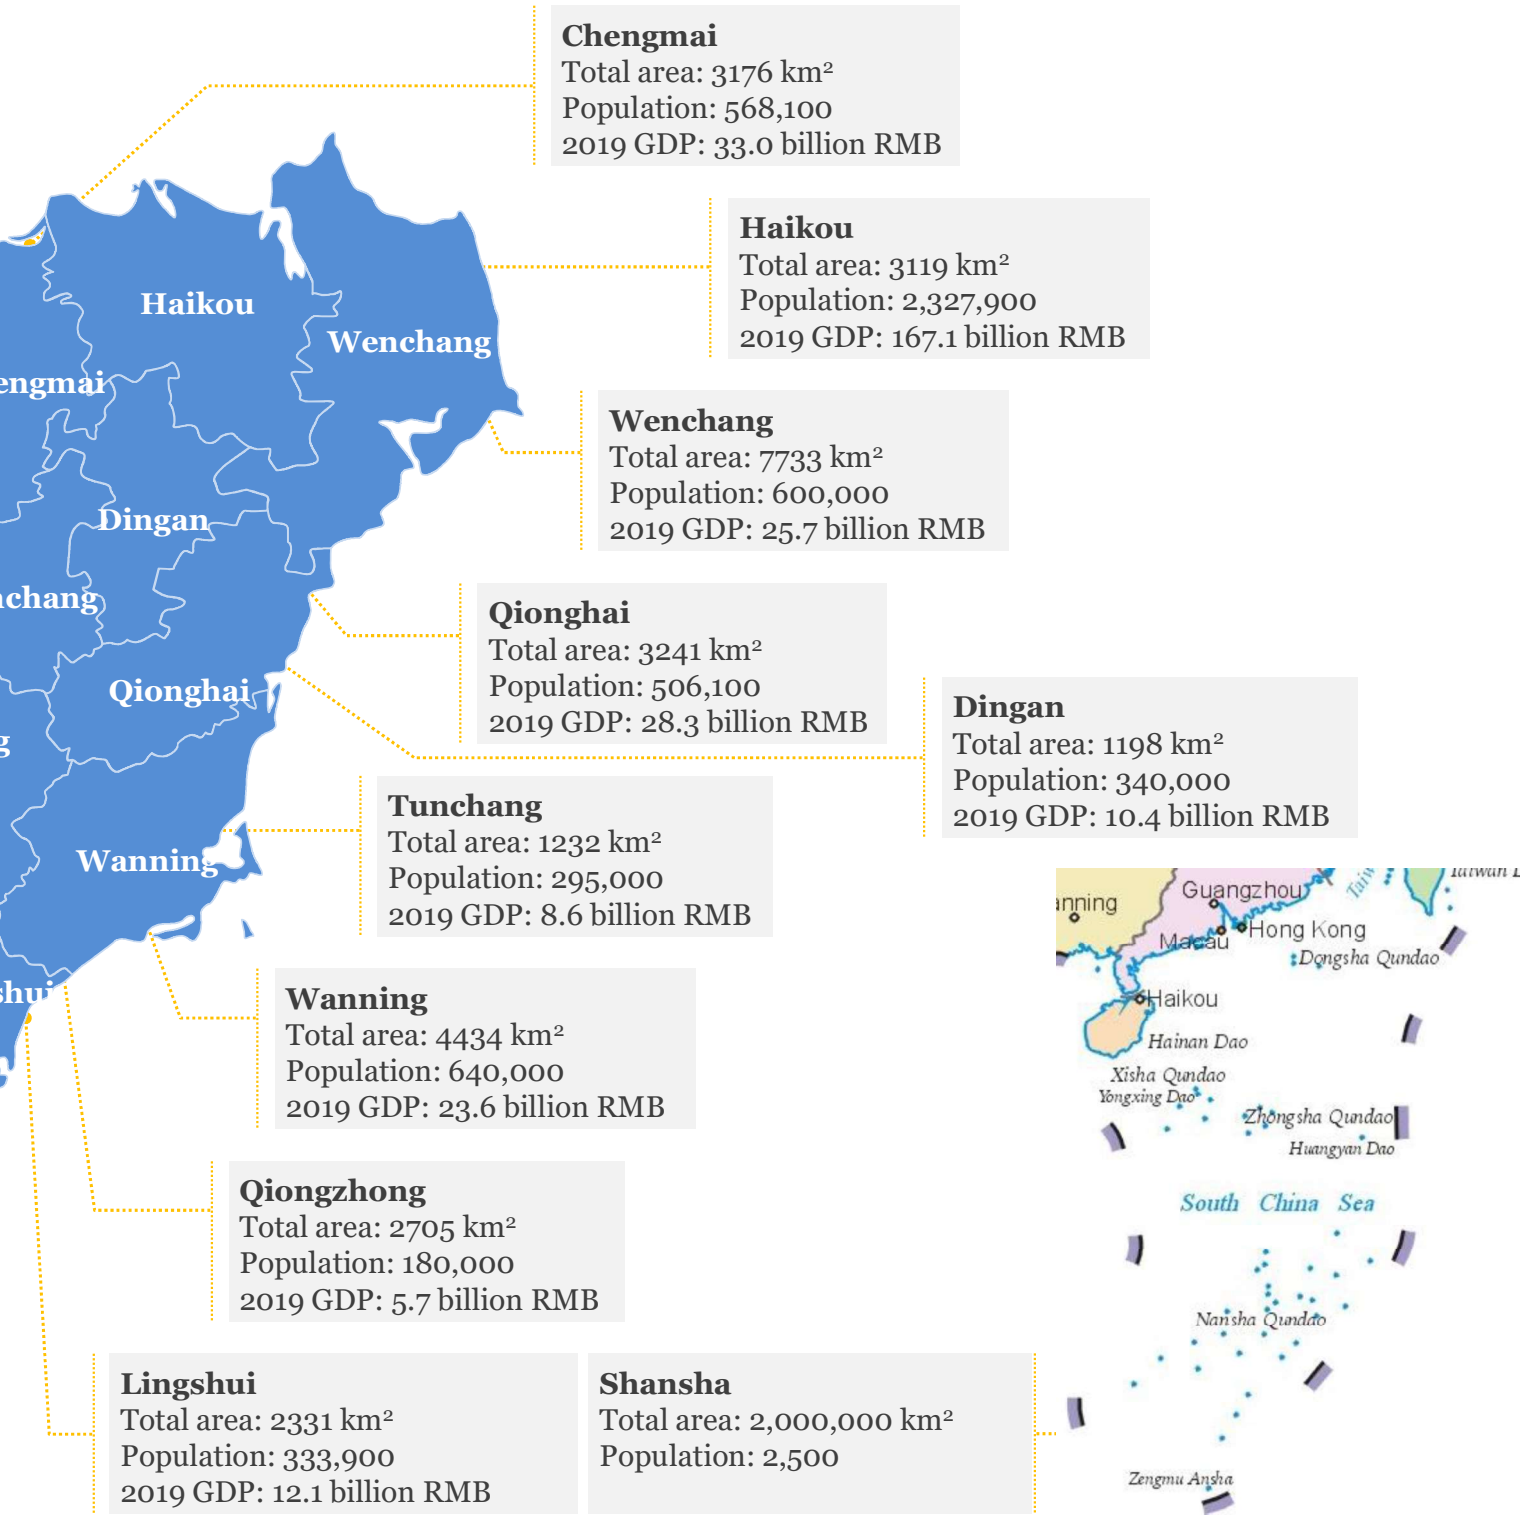 Chengmai
Total area: 3176 km²
Population: 568,100
2019 GDP: 33.0 billion RMB
Haikou
Total area: 3119 km²
Population: 2,327,900
2019 GDP: 167.1 billion RMB
Haikou
Wenchang
engmai
Wenchang
Total area: 7733 km²
Population: 600,000
2019 GDP: 25.7 billion RMB
Dingan
nchang
Qionghai
Total area: 3241 km²
Population: 506,100
2019 GDP: 28.3 billion RMB
Qionghai
g
Dingan
Total area: 1198 km²
Population: 340,000
2019 GDP: 10.4 billion RMB
Tunchang
Total area: 1232 km²
Population: 295,000
2019 GDP: 8.6 billion RMB
Wanning
shui
Wanning
Total area: 4434 km²
Population: 640,000
2019 GDP: 23.6 billion RMB
Qiongzhong
Total area: 2705 km²
Population: 180,000
2019 GDP: 5.7 billion RMB
Lingshui
Total area: 2331 km²
Population: 333,900
2019 GDP: 12.1 billion RMB
Shansha
Total area: 2,000,000 km²
Population: 2,500
Taiw
Guangzhou
anning
Macau
Hong Kong
Dongsha Qundao
Haikou
Hainan Dao
Xisha Qundao
Yongxing Dao
Zhongsha Qundao
Huangyan Dao
South China Sea
Nansha Qundao
Zengmu Ansha